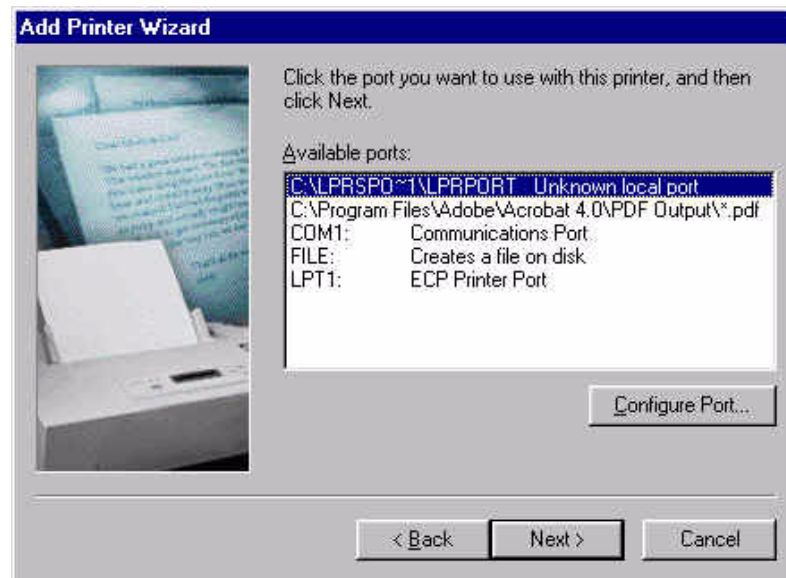 Add Printer Wizard
Click the port you want to use with this printer, and then
click Next.
Available ports:
C:\LPRSPO~1\LPRPORT Unknown local port
C:\Program Files\Adobe\Acrobat 4.0\PDF Output\*.pdf
COM1: Communications Port
FILE: Creates a file on disk
LPT1: ECP Printer Port
Configure Port...
< Back
Next >
Cancel